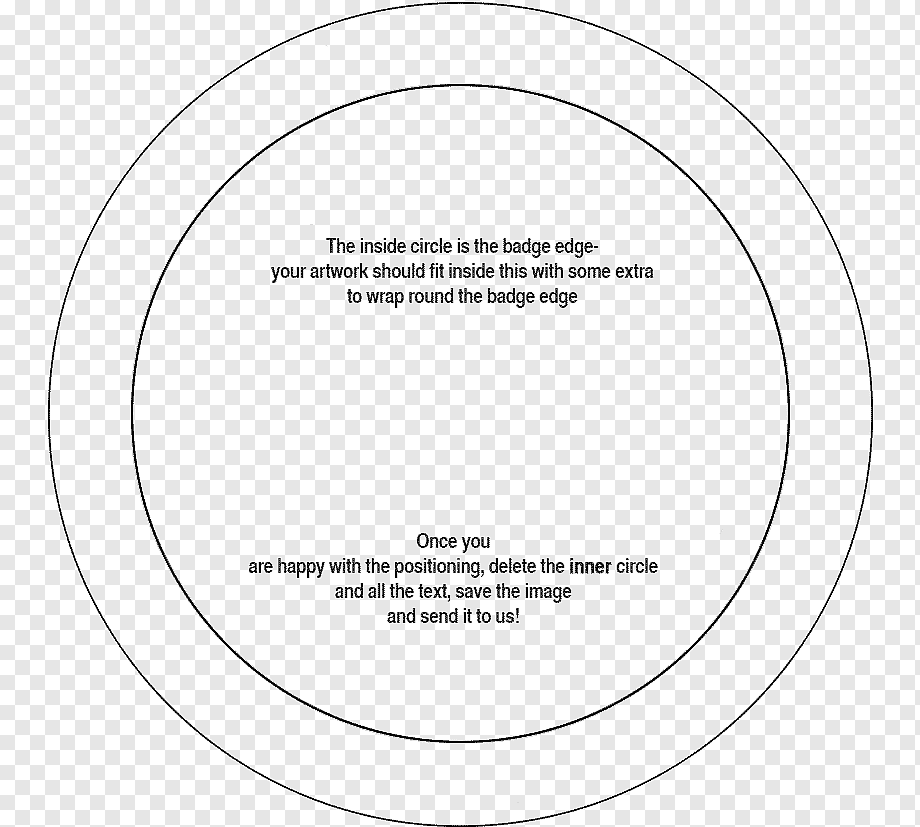 The inside circle is the badge edge-
your artwork should fit inside this with some extra
to wrap round the badge edge
Once you
are happy with the positioning, delete the inner circle
and all the text, save the image
and send it to us!